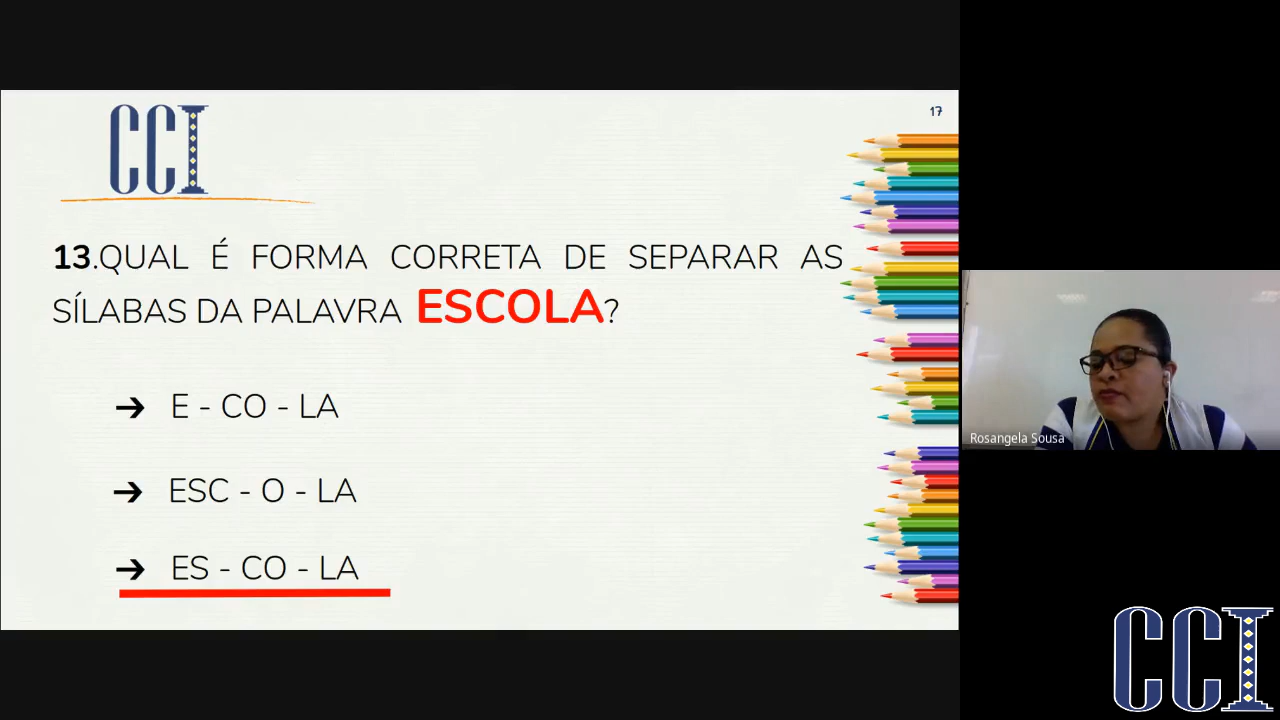 CCI
17
13.QUAL É FORMA CORRETA DE SEPARAR AS
SÍLABAS DA PALAVRA ESCOLA?
➔ E - CO - LA
➔ ESC - O - LA
➔ ES - CO - LA
Rosangela Sousa
CCI